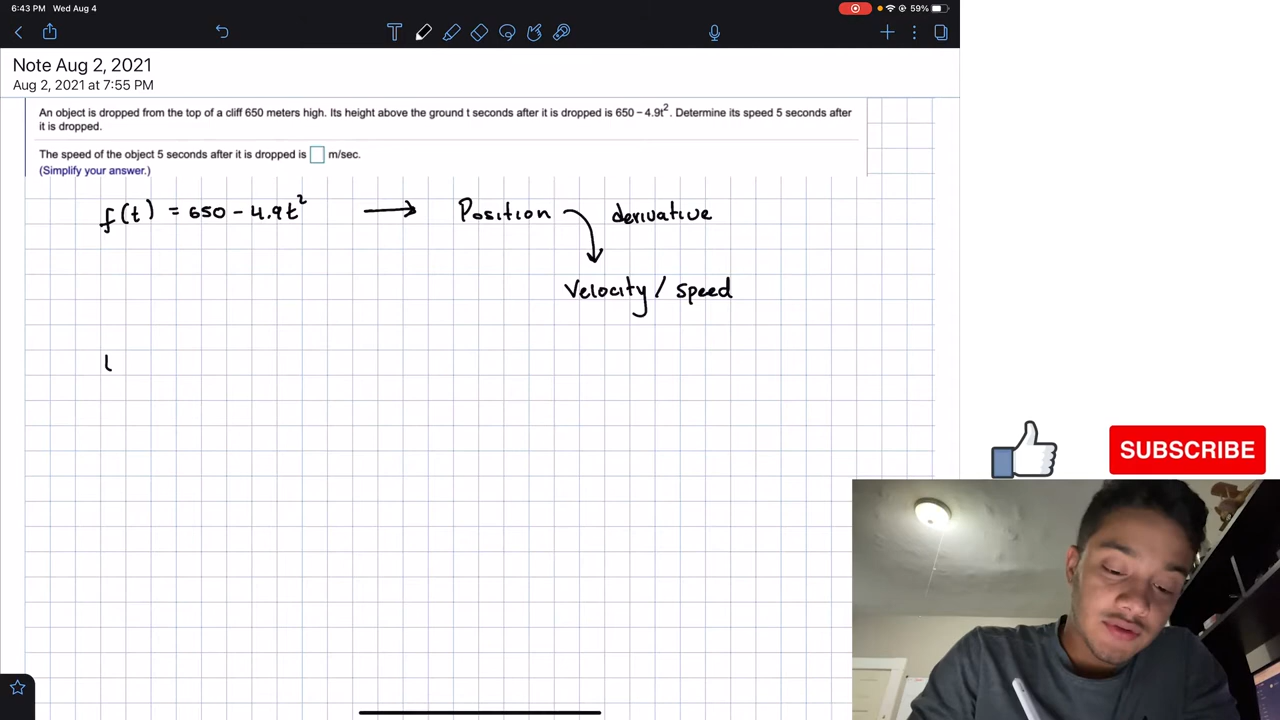 6:43 PM Wed Aug 4
59%
Note Aug 2, 2021
Aug 2, 2021 at 7:55 PM
An object is dropped from the top of a cliff 650 meters high. Its height above the ground t seconds after it is dropped is 650 − 4.9t². Determine its speed 5 seconds after
it is dropped.
The speed of the object 5 seconds after it is dropped is m/sec.
(Simplify your answer.)
f(t) = 650 - 4.9t² → Position derivative
Velocity / speed
SUBSCRIBE